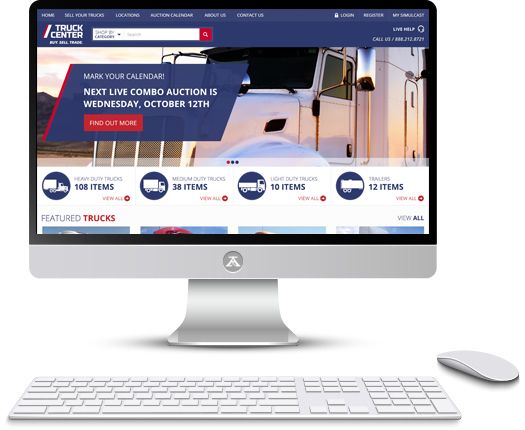 HOME SELL YOUR TRUCKS LOCATIONS AUCTION CALENDAR ABOUT US CONTACT US LOGIN REGISTER MY SIMULCAST
TRUCK
CENTER
BUY. SELL. TRADE.
SHOP BY
CATEGORY
Search
LIVE HELP
CALL US / 888.212.8721
MARK YOUR CALENDAR!
NEXT LIVE COMBO AUCTION IS
WEDNESDAY, OCTOBER 12TH
FIND OUT MORE
HEAVY DUTY TRUCKS
108 ITEMS
VIEW ALL
MEDIUM DUTY TRUCKS
38 ITEMS
VIEW ALL
LIGHT DUTY TRUCKS
10 ITEMS
VIEW ALL
TRAILERS
12 ITEMS
VIEW ALL
FEATURED TRUCKS
VIEW ALL